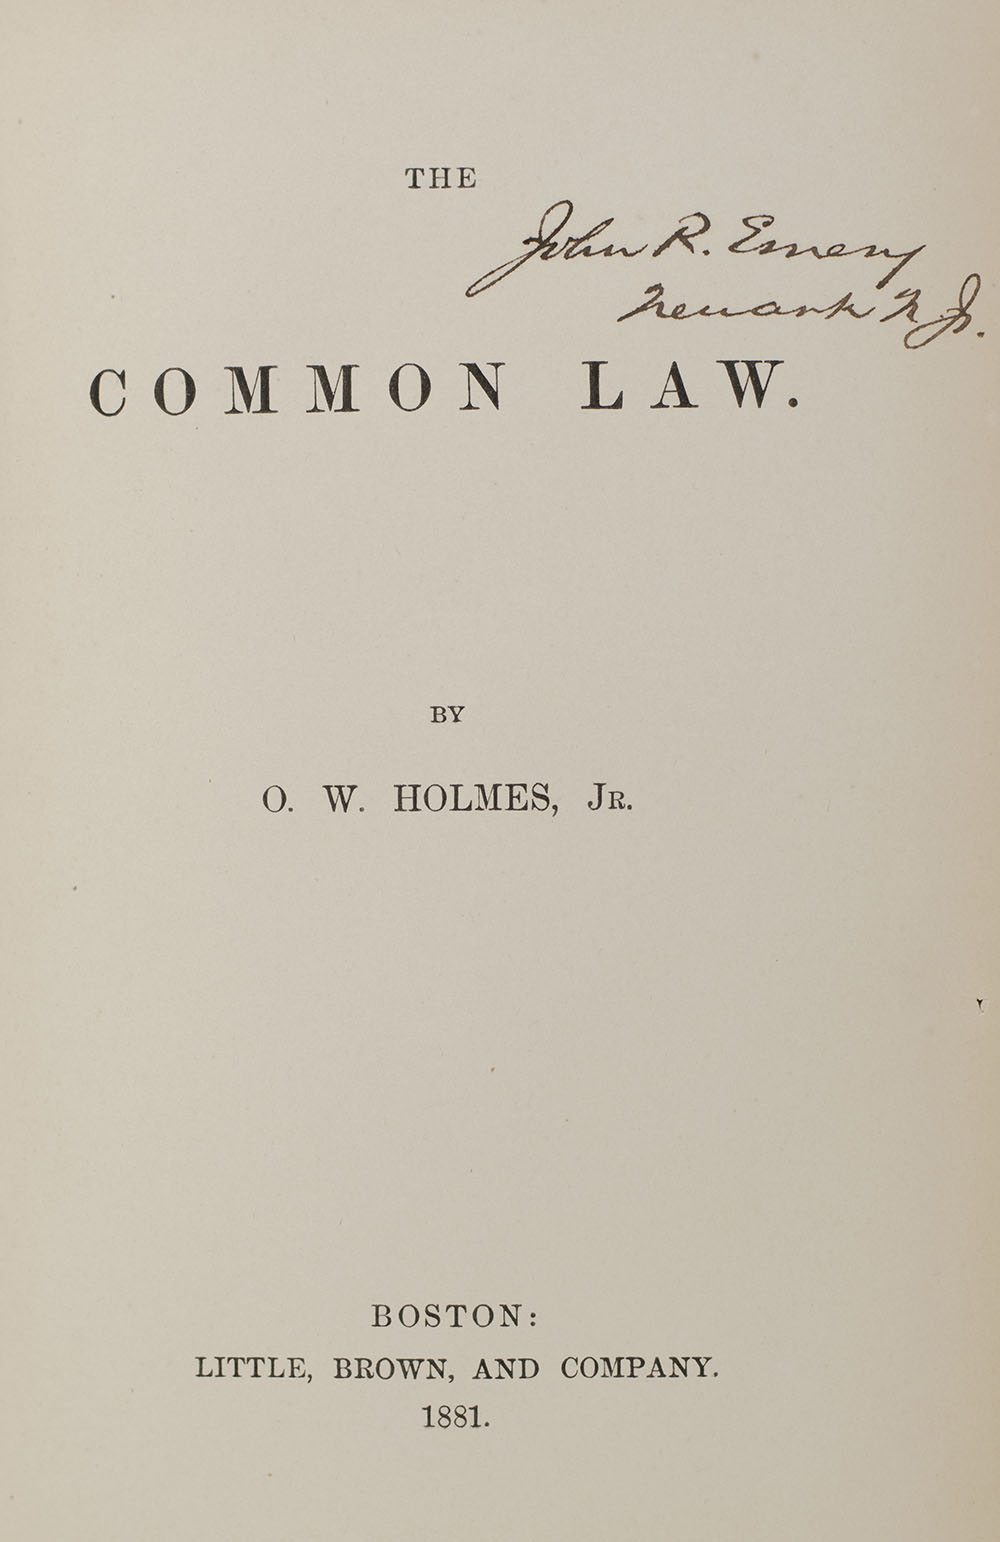 THE
John R. Emery
Newark N. J.
COMMON LAW.
BY
O. W. HOLMES, JR.
BOSTON:
LITTLE, BROWN, AND COMPANY.
1881.